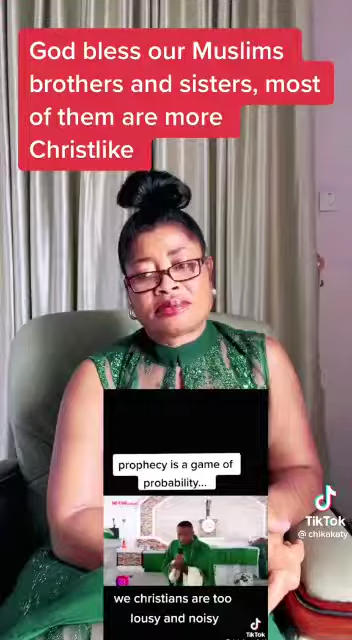 God bless our Muslims
brothers and sisters, most
of them are more
Christlike
prophecy is a game of
probability...
we christians are too
lousy and noisy
TikTok
TikTok
@chikakaty